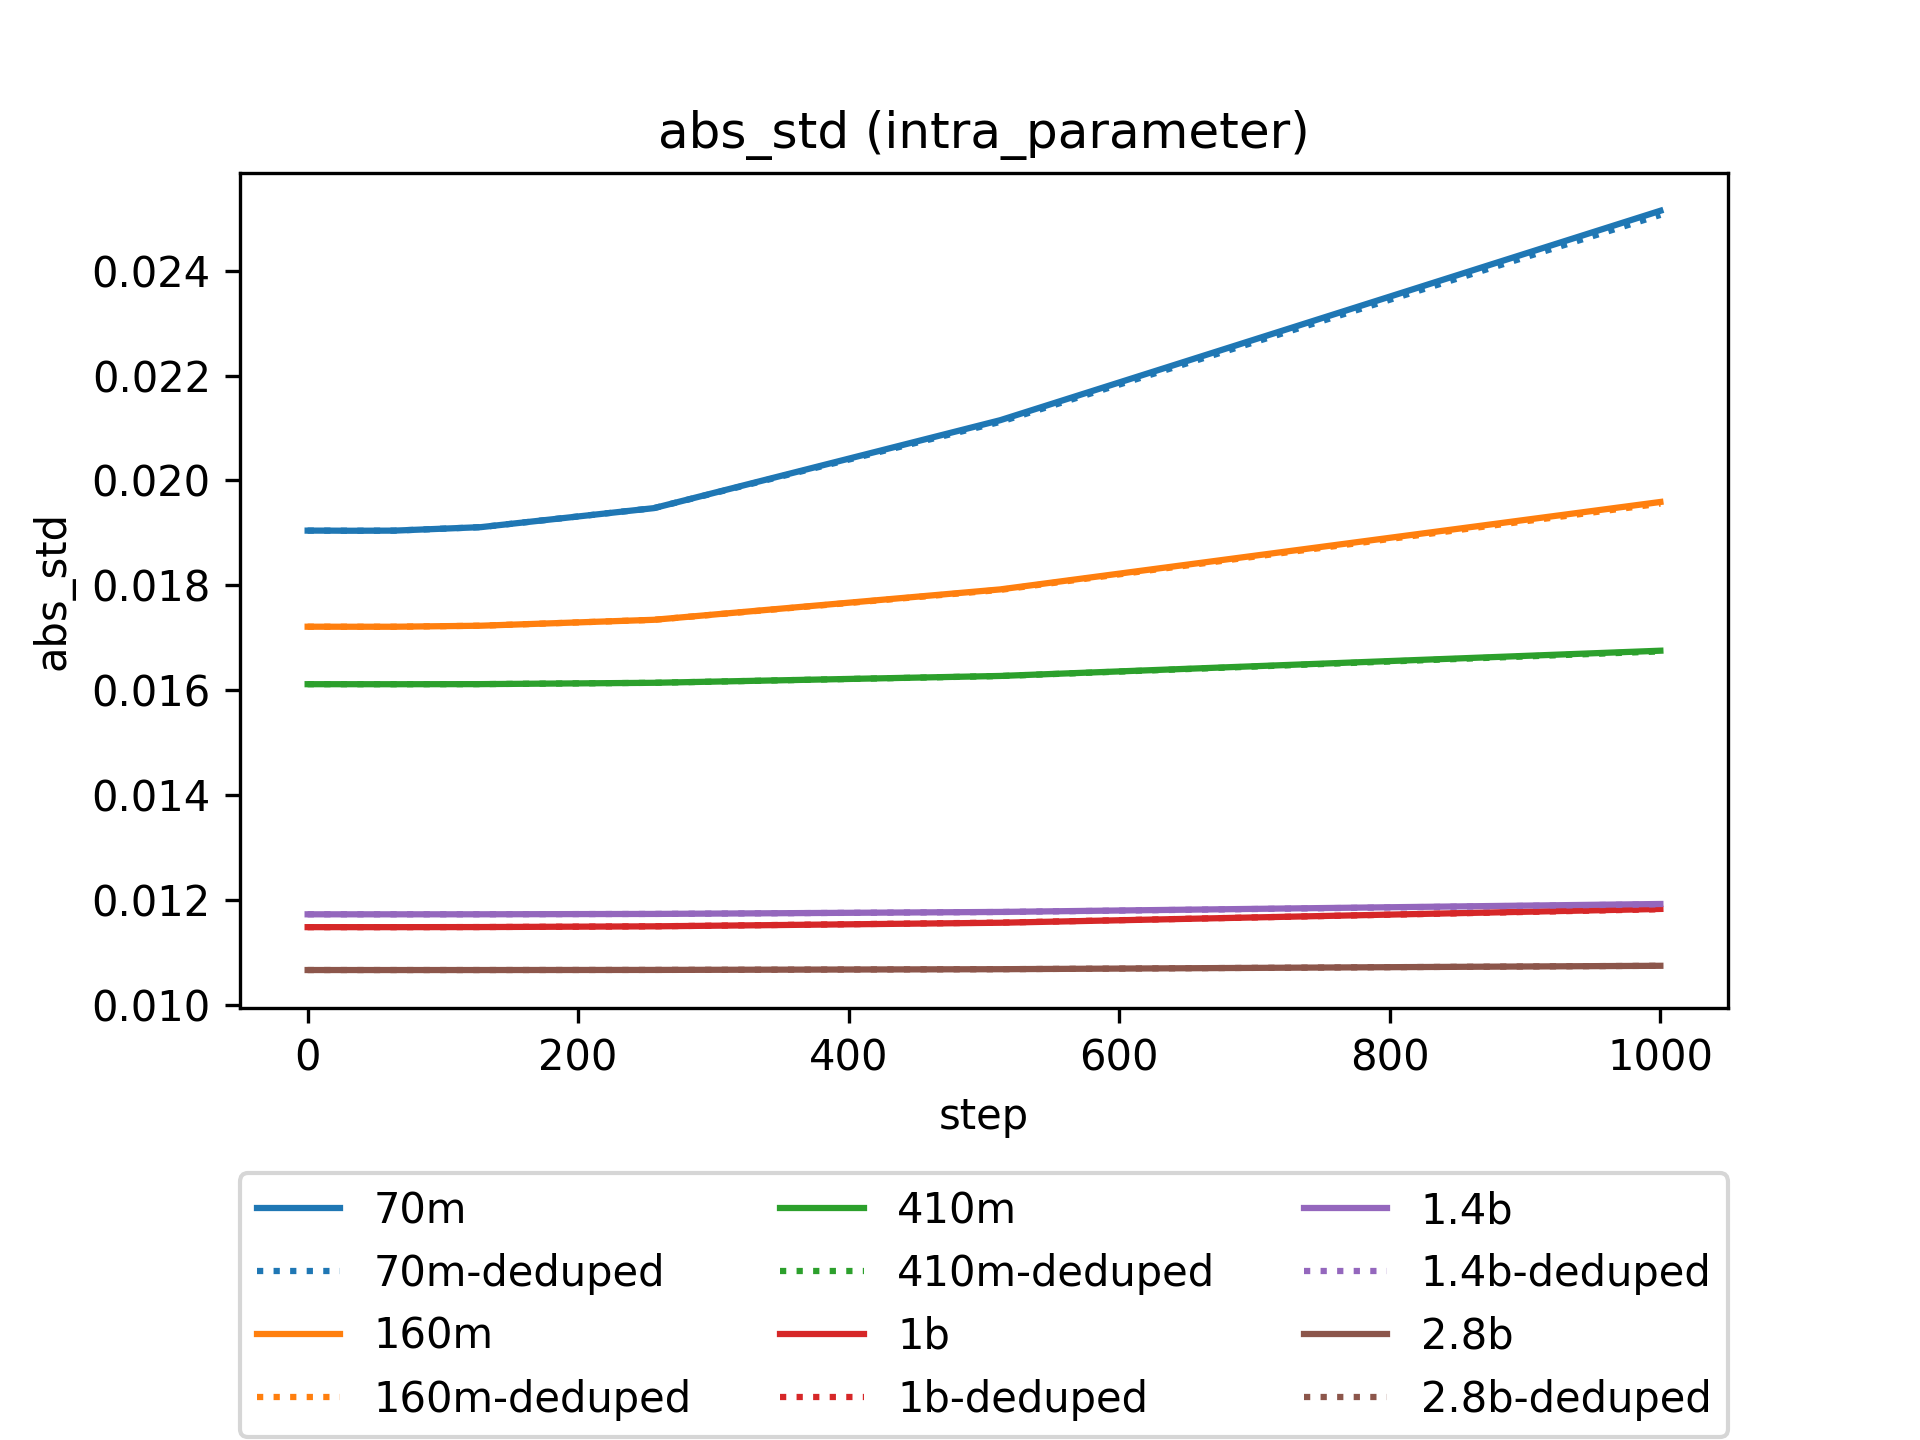 abs_std (intra_parameter)
abs_std
0.024
0.022
0.020
0.018
0.016
0.014
0.012
0.010
0 200 400 600 800 1000
step
70m 410m 1.4b
70m-deduped 410m-deduped 1.4b-deduped
160m 1b 2.8b
160m-deduped 1b-deduped 2.8b-deduped